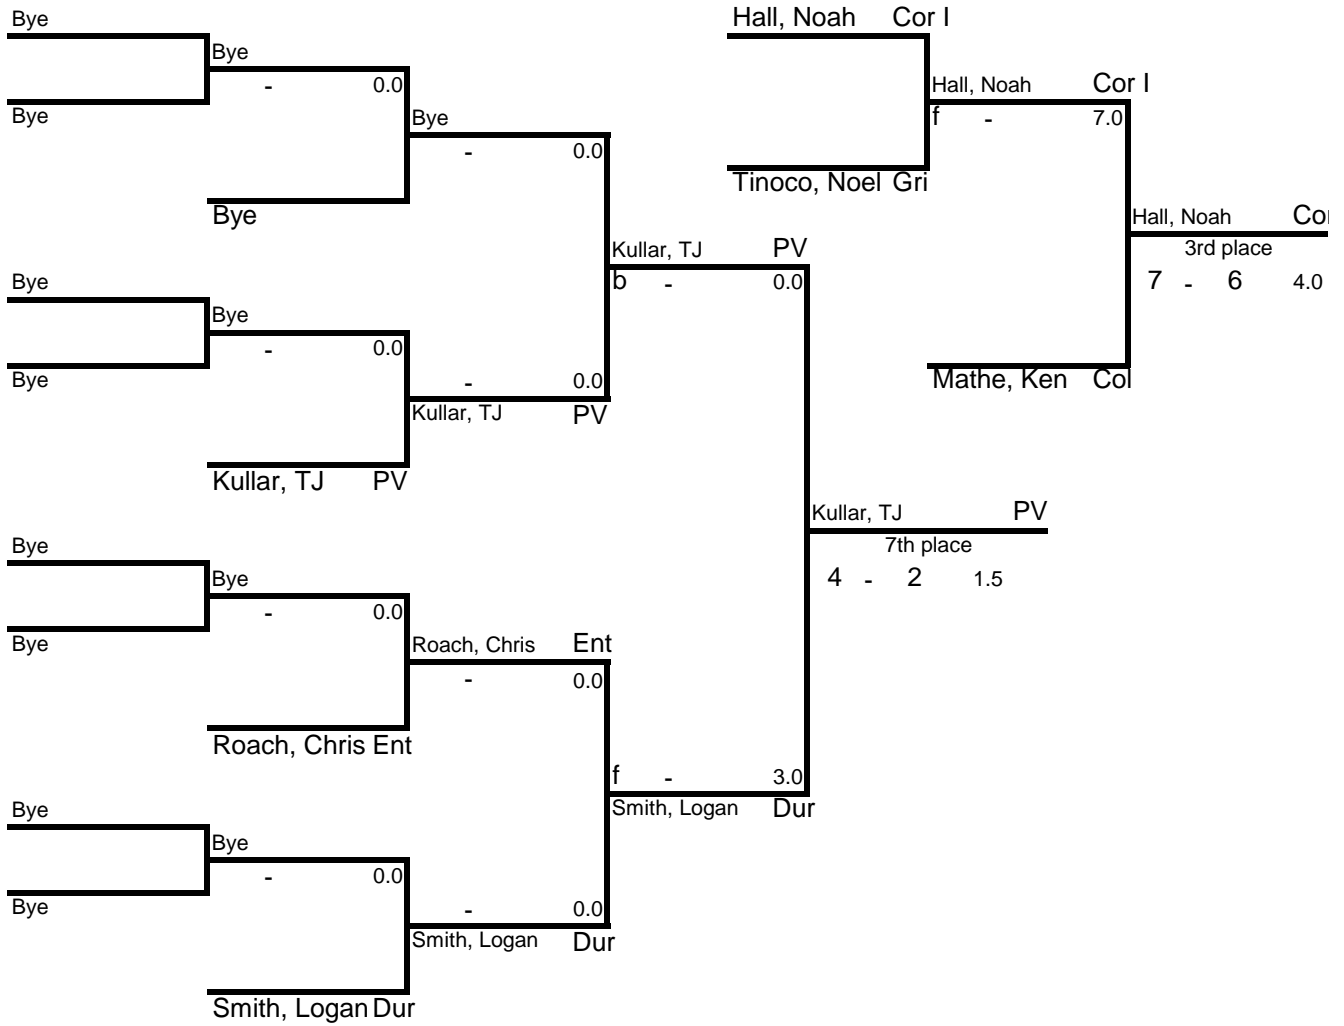 Bye
Bye
- 0.0
Bye
Bye
- 0.0
Bye
Bye
Bye
- 0.0
Bye
- 0.0
Kullar, TJ PV
Kullar, TJ PV
Kullar, TJ PV
b - 0.0
Bye
Bye
- 0.0
Bye
Roach, Chris Ent
- 0.0
Roach, Chris Ent
f - 3.0
Smith, Logan Dur
Bye
Bye
- 0.0
Bye
- 0.0
Smith, Logan Dur
Smith, Logan Dur
Kullar, TJ PV
7th place
4 - 2 1.5
Hall, Noah Cor I
Hall, Noah Cor I
f - 7.0
Tinoco, Noel Gri
Hall, Noah Cor
3rd place
7 - 6 4.0
Mathe, Ken Col